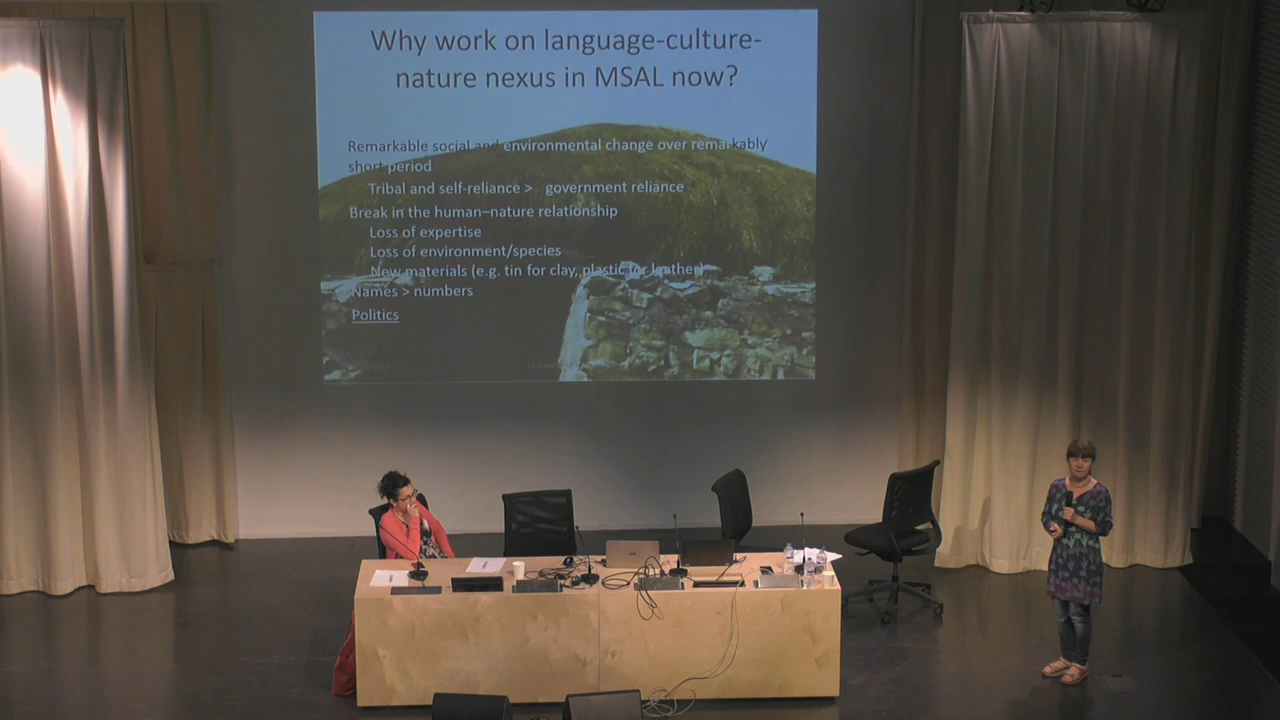 Why work on language-culture-
nature nexus in MSAL now?
Remarkable social and environmental change over remarkably
short period
Tribal and self-reliance > government reliance
Break in the human–nature relationship
Loss of expertise
Loss of environment/species
New materials (e.g. tin for clay, plastic for leather)
Names > numbers
Politics